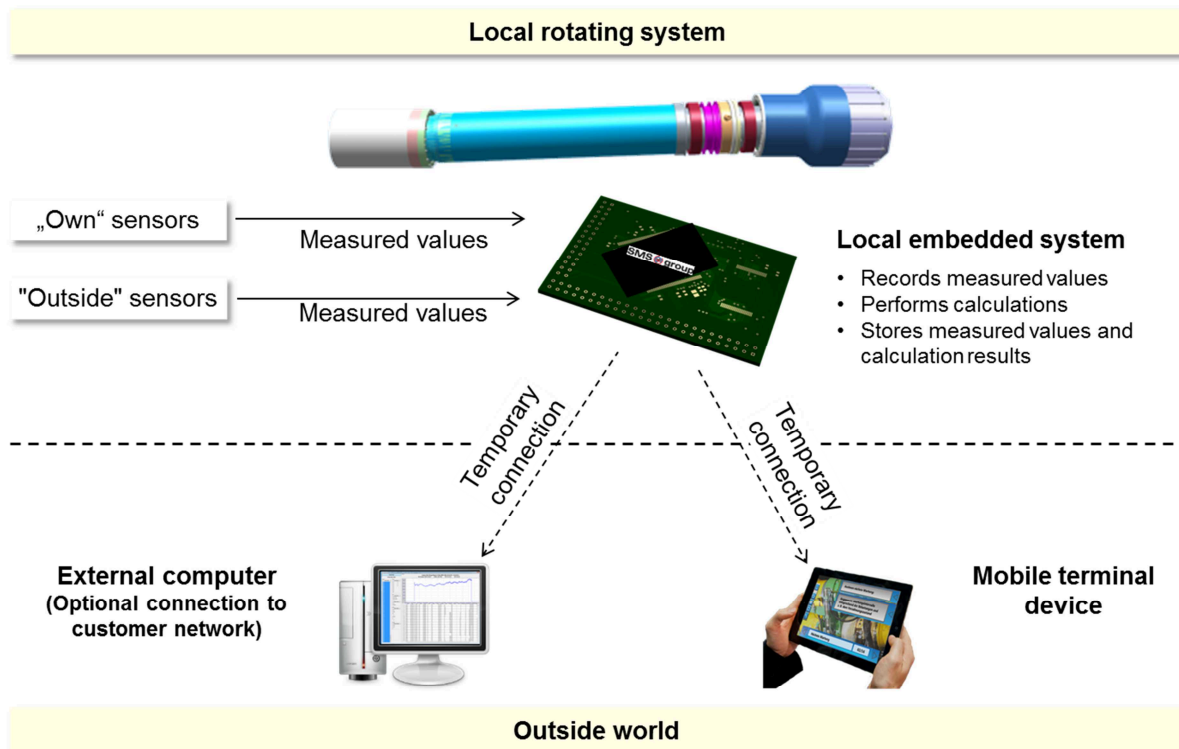 Local rotating system
„Own“ sensors
Measured values
"Outside" sensors
Measured values
SMS group
Local embedded system
• Records measured values
• Performs calculations
• Stores measured values and
calculation results
Temporary
connection
Temporary
connection
External computer
(Optional connection to
customer network)
Mobile terminal
device
Outside world